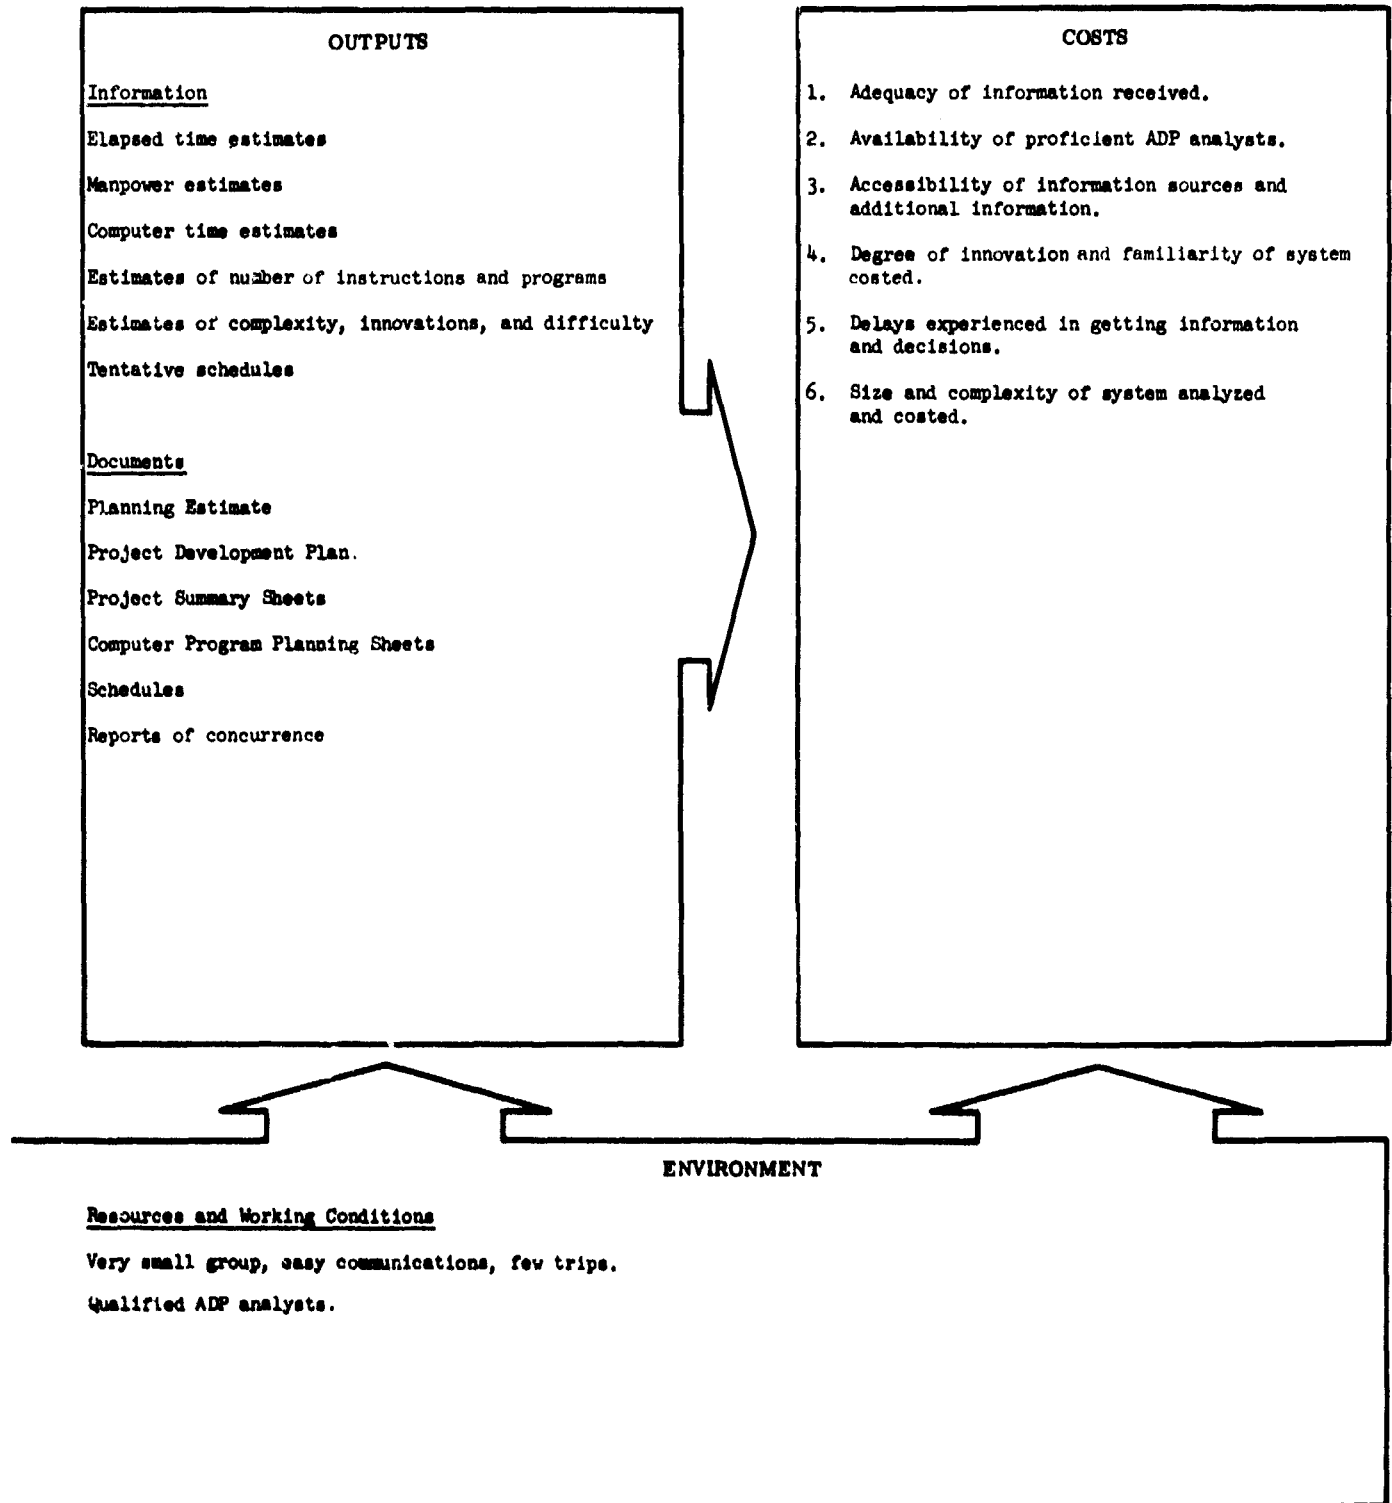 OUTPUTS
Information
Elapsed time estimates
Manpower estimates
Computer time estimates
Estimates of number of instructions and programs
Estimates of complexity, innovations, and difficulty
Tentative schedules
Documents
Planning Estimate
Project Development Plan.
Project Summary Sheets
Computer Program Planning Sheets
Schedules
Reports of concurrence
COSTS
1. Adequacy of information received.
2. Availability of proficient ADP analysts.
3. Accessibility of information sources and
additional information.
4. Degree of innovation and familiarity of system
costed.
5. Delays experienced in getting information
and decisions.
6. Size and complexity of system analyzed
and costed.
ENVIRONMENT
Resources and Working Conditions
Very small group, easy communications, few trips.
Qualified ADP analysts.